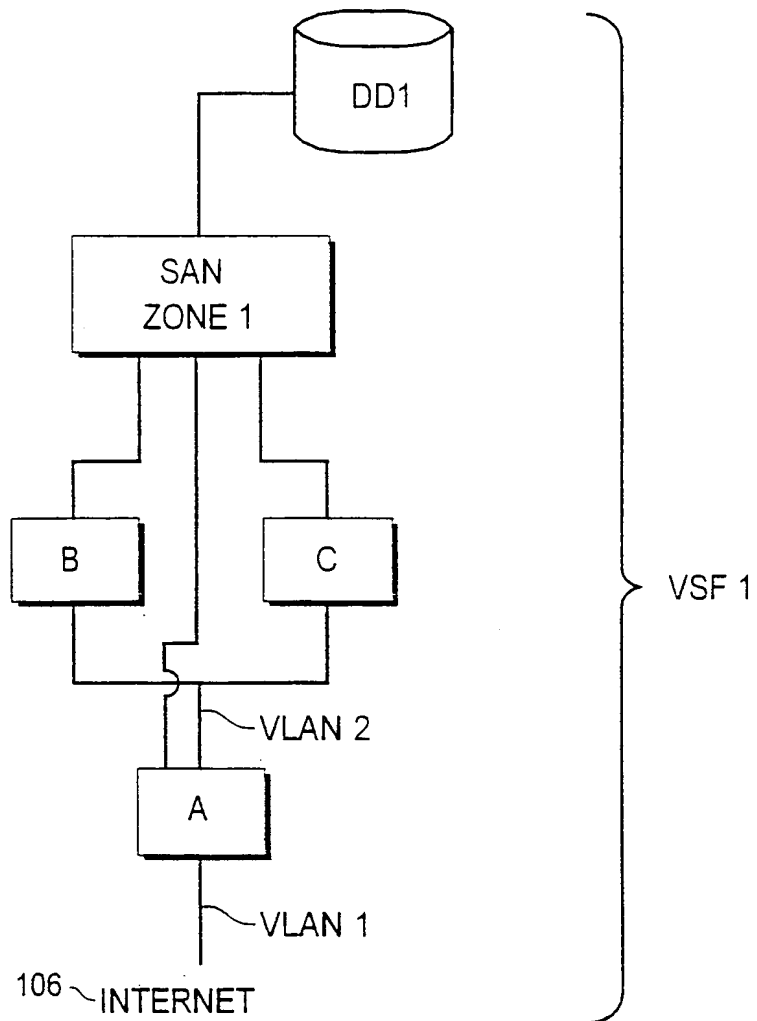 DD1
SAN
ZONE 1
B
C
VSF 1
VLAN 2
A
VLAN 1
106 INTERNET